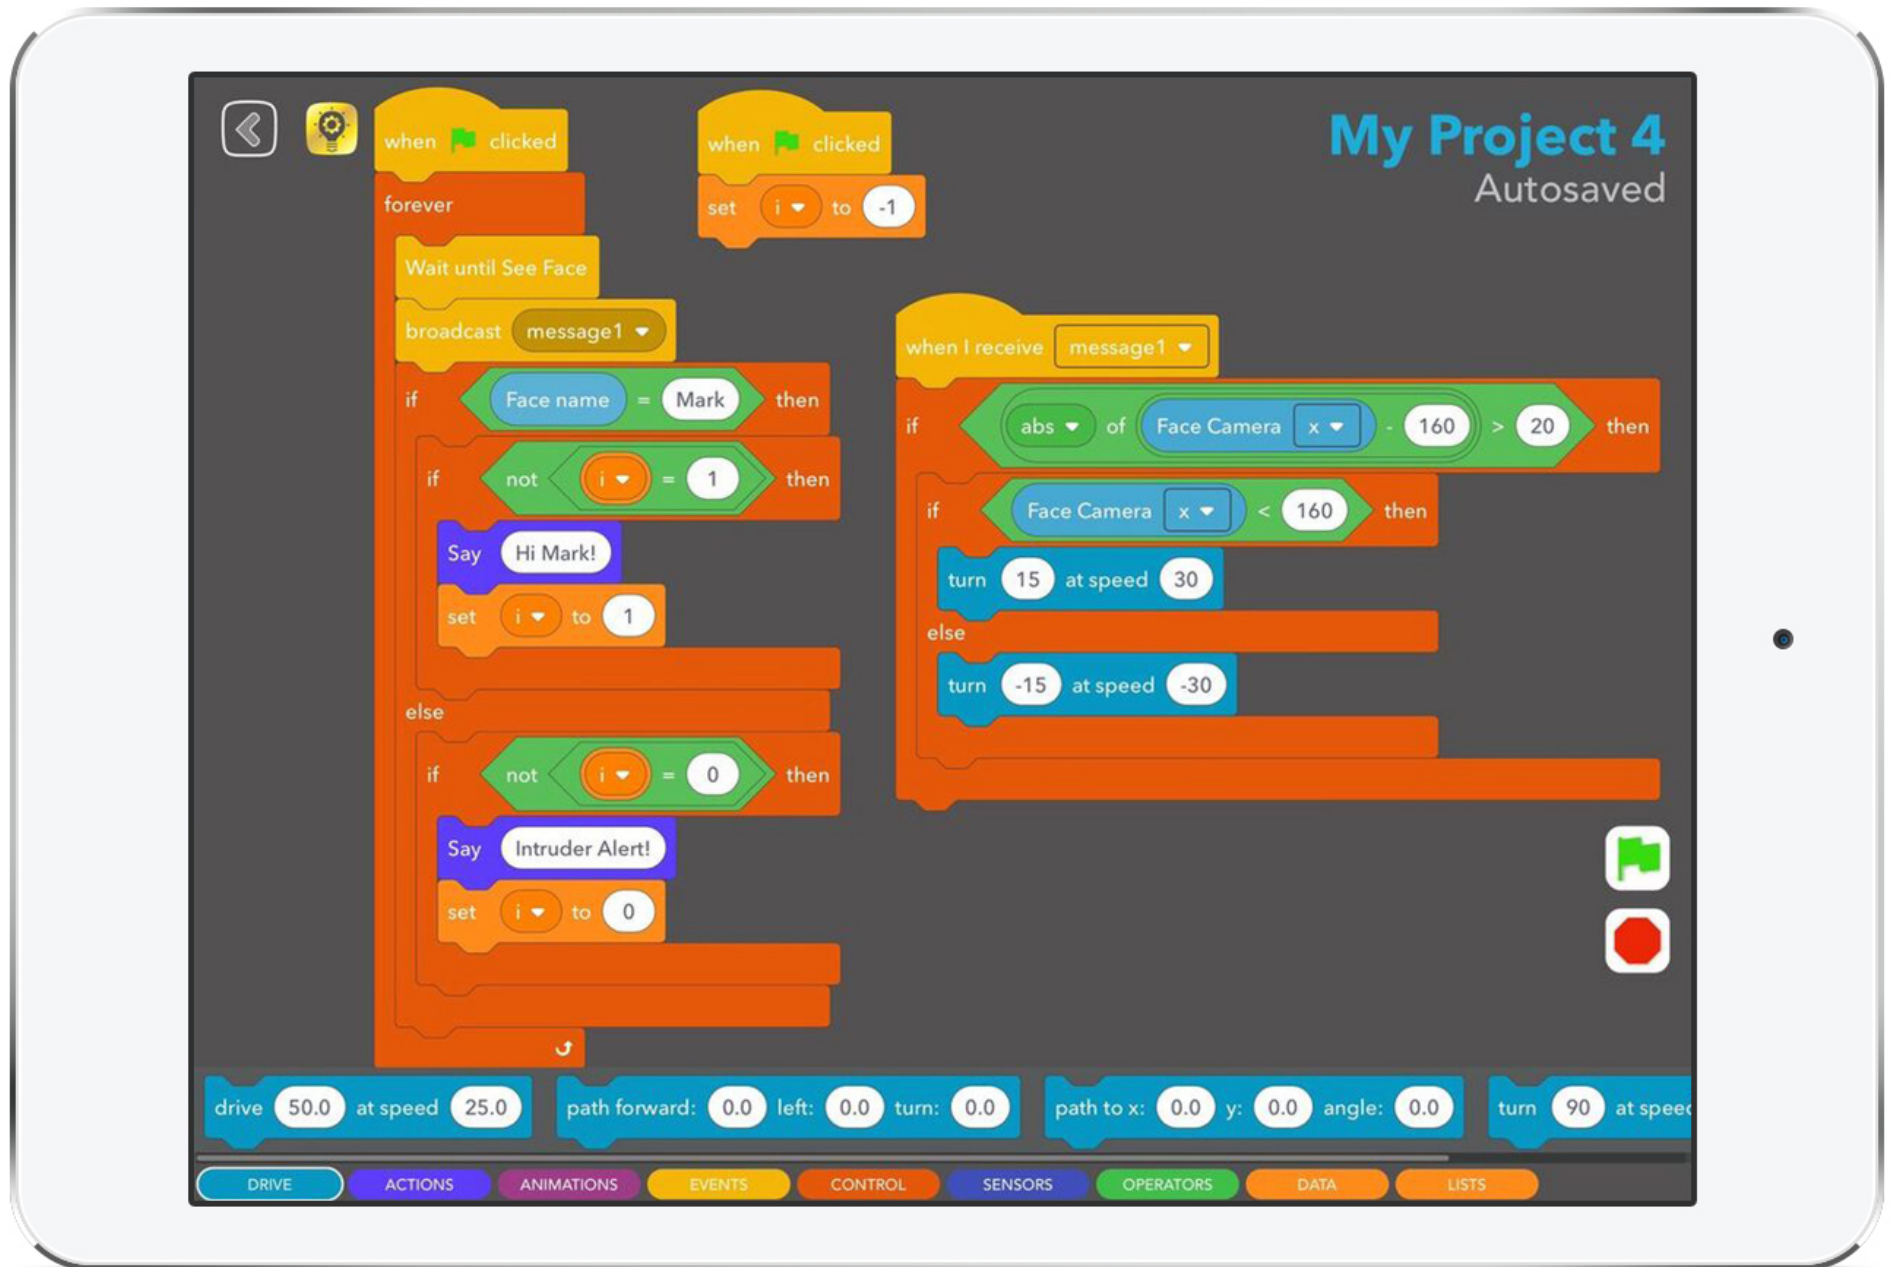 when clicked
forever
Wait until See Face
broadcast message1
if Face name = Mark then
if not i = 1 then
Say Hi Mark!
set i to 1
else
if not i = 0 then
Say Intruder Alert!
set i to 0
when clicked
set i to -1
My Project 4
Autosaved
when I receive message1
if abs of Face Camera x - 160 > 20 then
if Face Camera x < 160 then
turn 15 at speed 30
else
turn -15 at speed -30
drive 50.0 at speed 25.0
path forward: 0.0 left: 0.0 turn: 0.0
path to x: 0.0 y: 0.0 angle: 0.0
turn 90 at speed
DRIVE
ACTIONS
ANIMATIONS
EVENTS
CONTROL
SENSORS
OPERATORS
DATA
LISTS